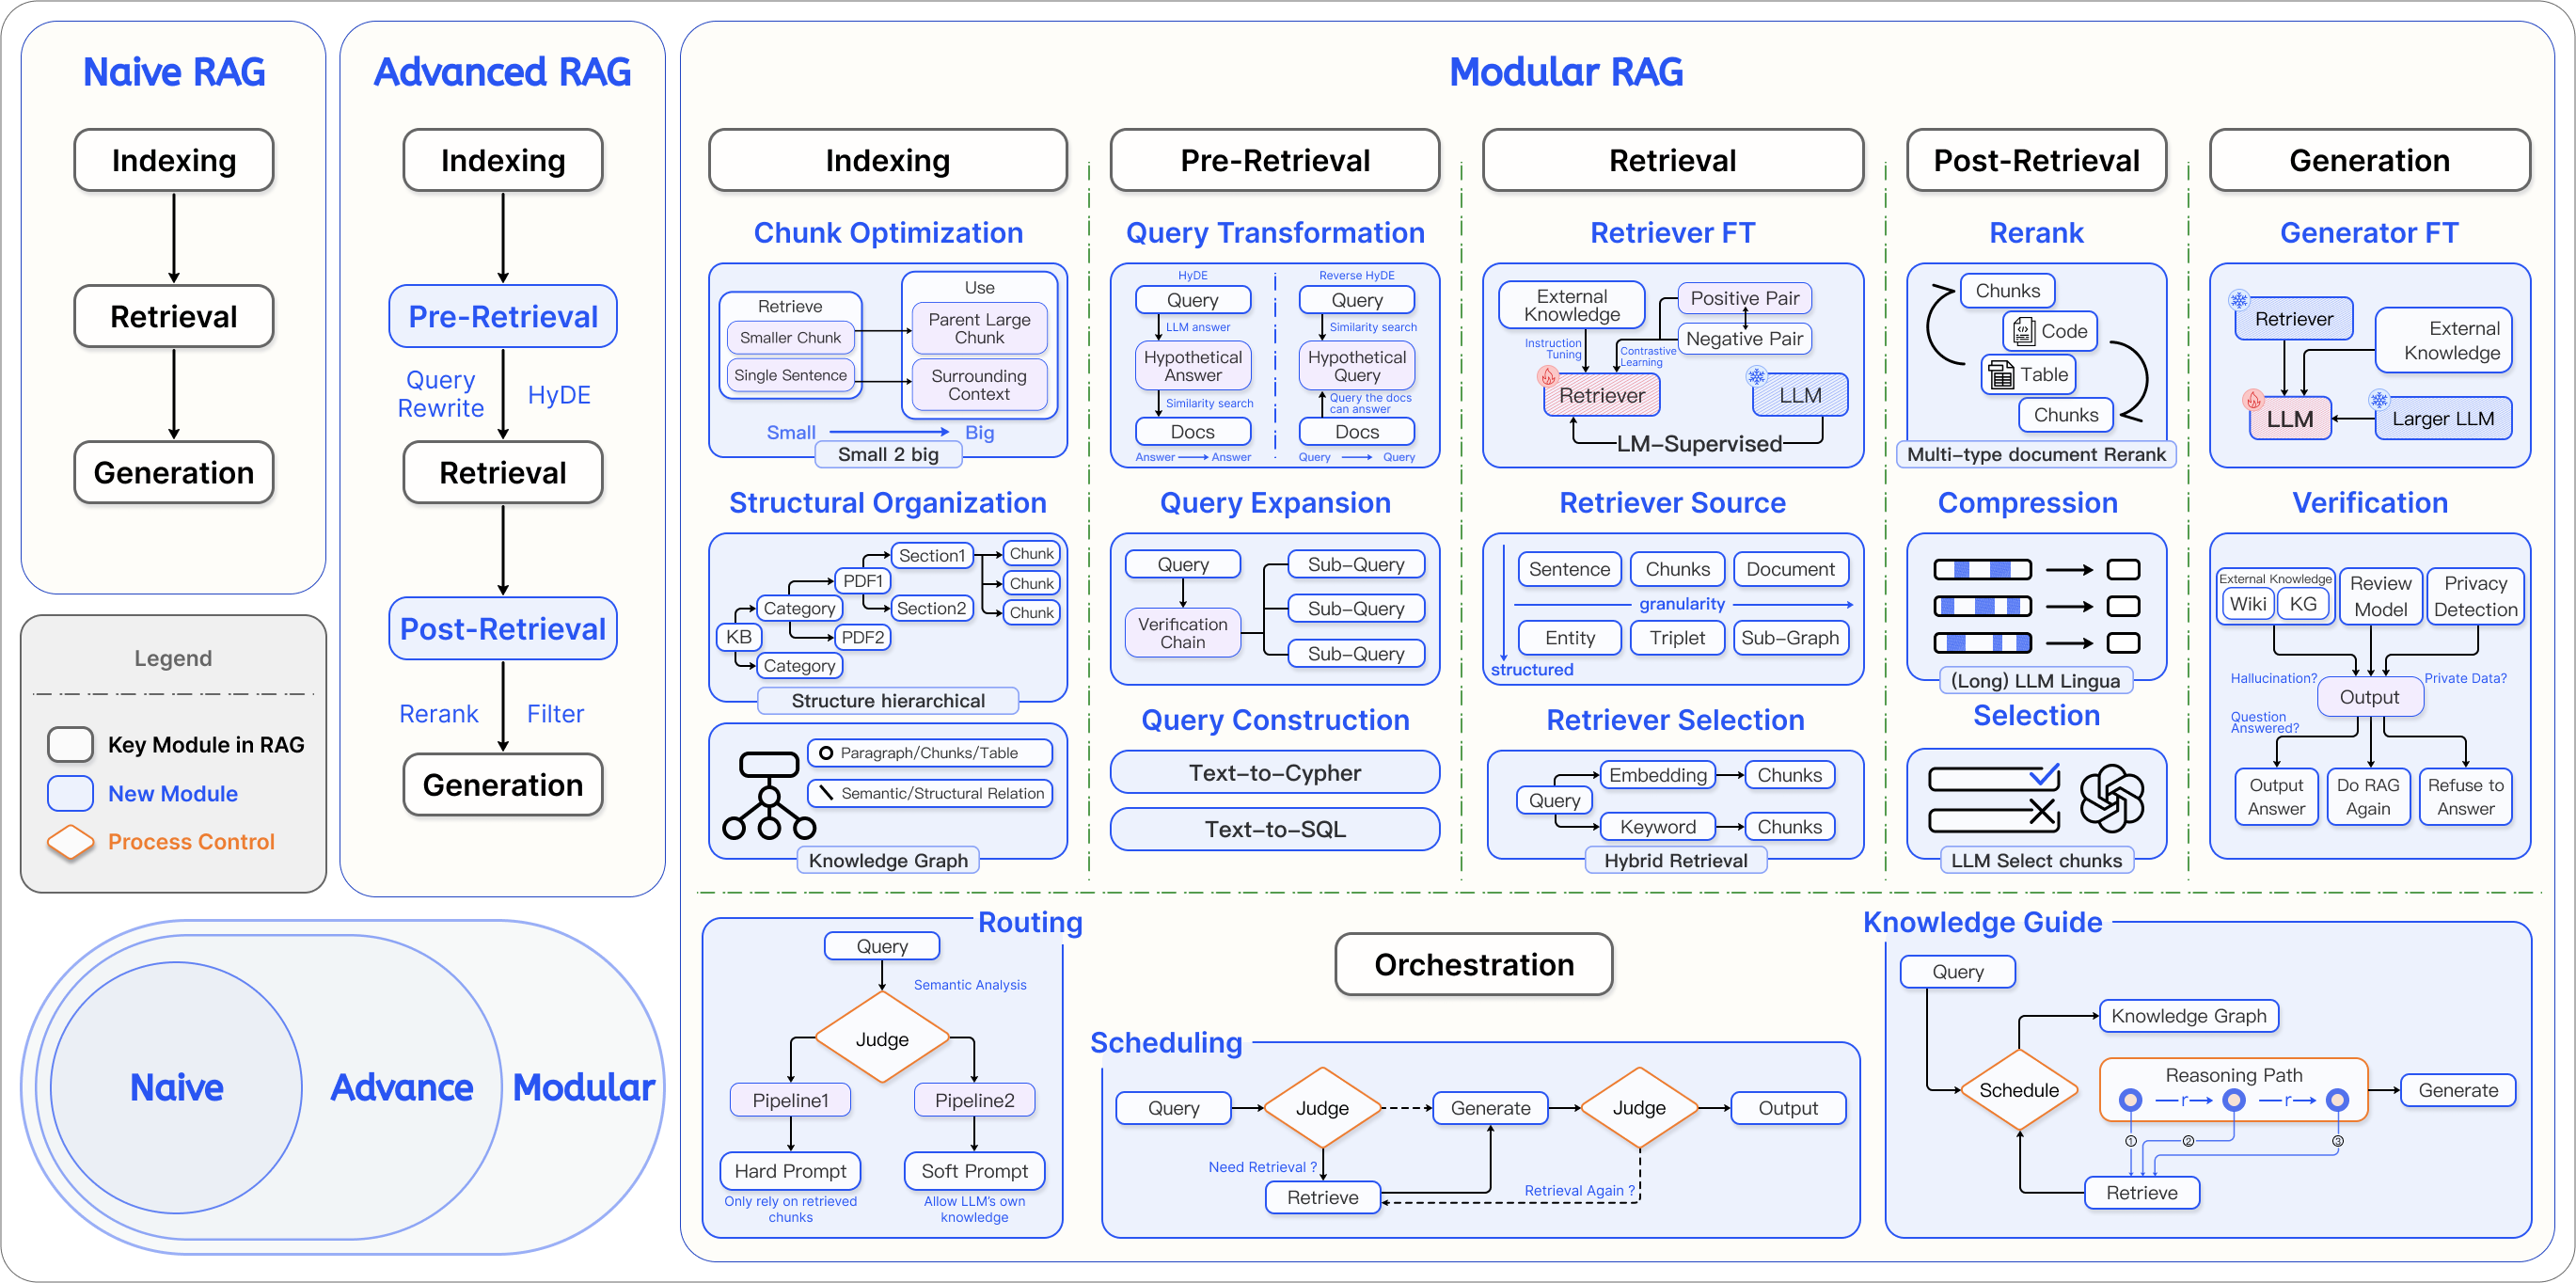 Naive RAG
Indexing
Retrieval
Generation
Advanced RAG
Indexing
Pre-Retrieval
Query
Rewrite
HyDE
Retrieval
Post-Retrieval
Rerank
Filter
Generation
Legend
Key Module in RAG
New Module
Process Control
Naive
Advance
Modular
Modular RAG
Indexing
Chunk Optimization
Retrieve
Smaller Chunk
Single Sentence
Use
Parent Large
Chunk
Surrounding
Context
Small
Big
Small 2 big
Structural Organization
KB
Category
Category
PDF1
PDF2
Section1
Section2
Chunk
Chunk
Chunk
Structure hierarchical
Paragraph/Chunks/Table
Semantic/Structural Relation
Knowledge Graph
Pre-Retrieval
Query Transformation
HyDE
Query
LLM answer
Hypothetical
Answer
Similarity search
Docs
Answer
Answer
Reverse HyDE
Query
Similarity search
Hypothetical
Query
Query the docs
can answer
Docs
Query
Query
Query Expansion
Query
Verification
Chain
Sub-Query
Sub-Query
Sub-Query
Query Construction
Text-to-Cypher
Text-to-SQL
Retrieval
Retriever FT
External
Knowledge
Positive Pair
Negative Pair
Instruction
Tuning
Contrastive
Learning
Retriever
LLM
LM-Supervised
Retriever Source
Sentence
Chunks
Document
granularity
Entity
Triplet
Sub-Graph
structured
Retriever Selection
Query
Embedding
Chunks
Keyword
Chunks
Hybrid Retrieval
Post-Retrieval
Rerank
Chunks
Code
Table
Chunks
Multi-type document Rerank
Compression
(Long) LLM Lingua
Selection
LLM Select chunks
Generation
Generator FT
Retriever
External
Knowledge
LLM
Larger LLM
Verification
External Knowledge
Wiki
KG
Review
Model
Privacy
Detection
Hallucination?
Output
Private Data?
Question
Answered?
Output
Answer
Do RAG
Again
Refuse to
Answer
Routing
Query
Semantic Analysis
Judge
Pipeline1
Pipeline2
Hard Prompt
Soft Prompt
Only rely on retrieved
chunks
Allow LLM's own
knowledge
Orchestration
Scheduling
Query
Judge
Generate
Judge
Output
Need Retrieval ?
Retrieve
Retrieval Again ?
Knowledge Guide
Query
Knowledge Graph
Schedule
Reasoning Path
r
r
Generate
①
②
③
Retrieve